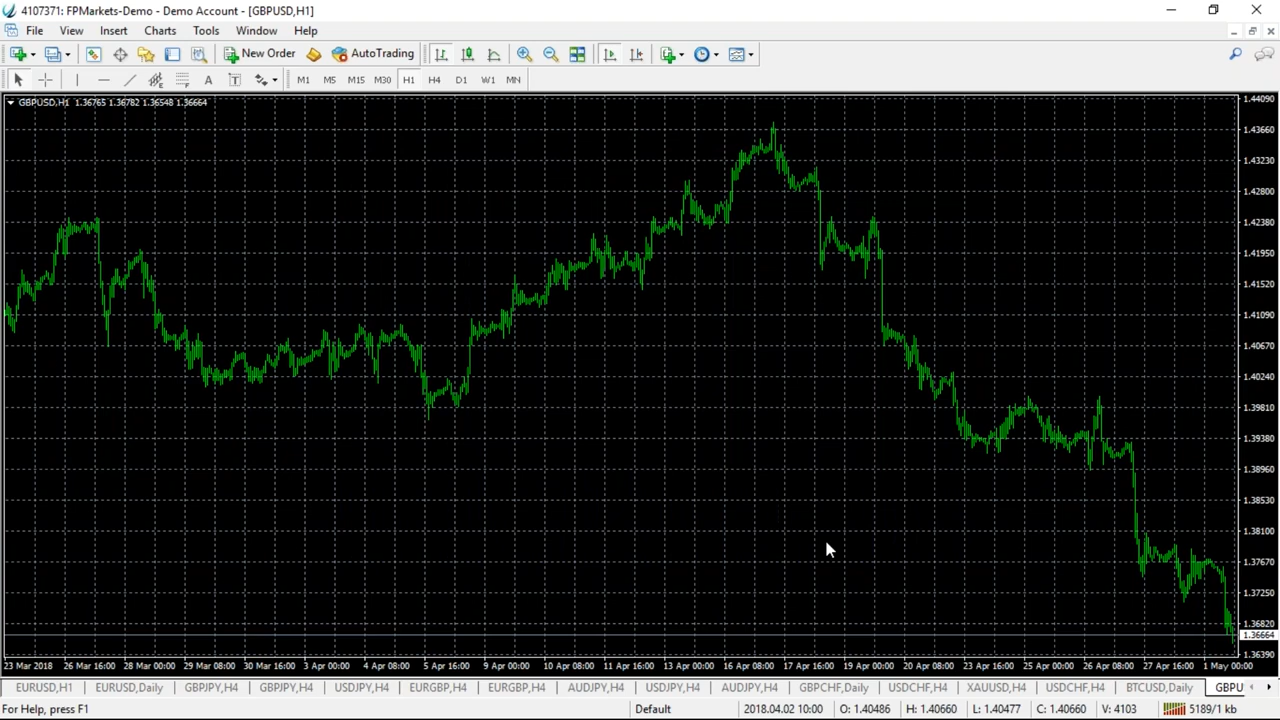 4107371: FPMarkets-Demo - Demo Account - [GBPUSD,H1]
File View Insert Charts Tools Window Help
New Order AutoTrading
A T M1 M5 M15 M30 H1 H4 D1 W1 MN
GBPUSD,H1 1.36765 1.36782 1.36548 1.36664
1.44090
1.43660
1.43230
1.42800
1.42380
1.41950
1.41520
1.41090
1.40670
1.40240
1.39810
1.39380
1.38960
1.38530
1.38100
1.37670
1.37250
1.36820
1.36664
1.36390
23 Mar 2018 26 Mar 16:00 28 Mar 00:00 29 Mar 08:00 30 Mar 16:00 3 Apr 00:00 4 Apr 08:00 5 Apr 16:00 9 Apr 00:00 10 Apr 08:00 11 Apr 16:00 13 Apr 00:00 16 Apr 08:00 17 Apr 16:00 19 Apr 00:00 20 Apr 08:00 23 Apr 16:00 25 Apr 00:00 26 Apr 08:00 27 Apr 16:00 1 May 00:00
EURUSD,H1 EURUSD,Daily GBPJPY,H4 GBPJPY,H4 USDJPY,H4 EURGBP,H4 EURGBP,H4 AUDJPY,H4 USDJPY,H4 AUDJPY,H4 GBPCHF,Daily USDCHF,H4 XAUUSD,H4 USDCHF,H4 BTCUSD,Daily GBPU
For Help, press F1 Default 2018.04.02 10:00 O: 1.40486 H: 1.40660 L: 1.40477 C: 1.40660 V: 4103 5189/1 kb